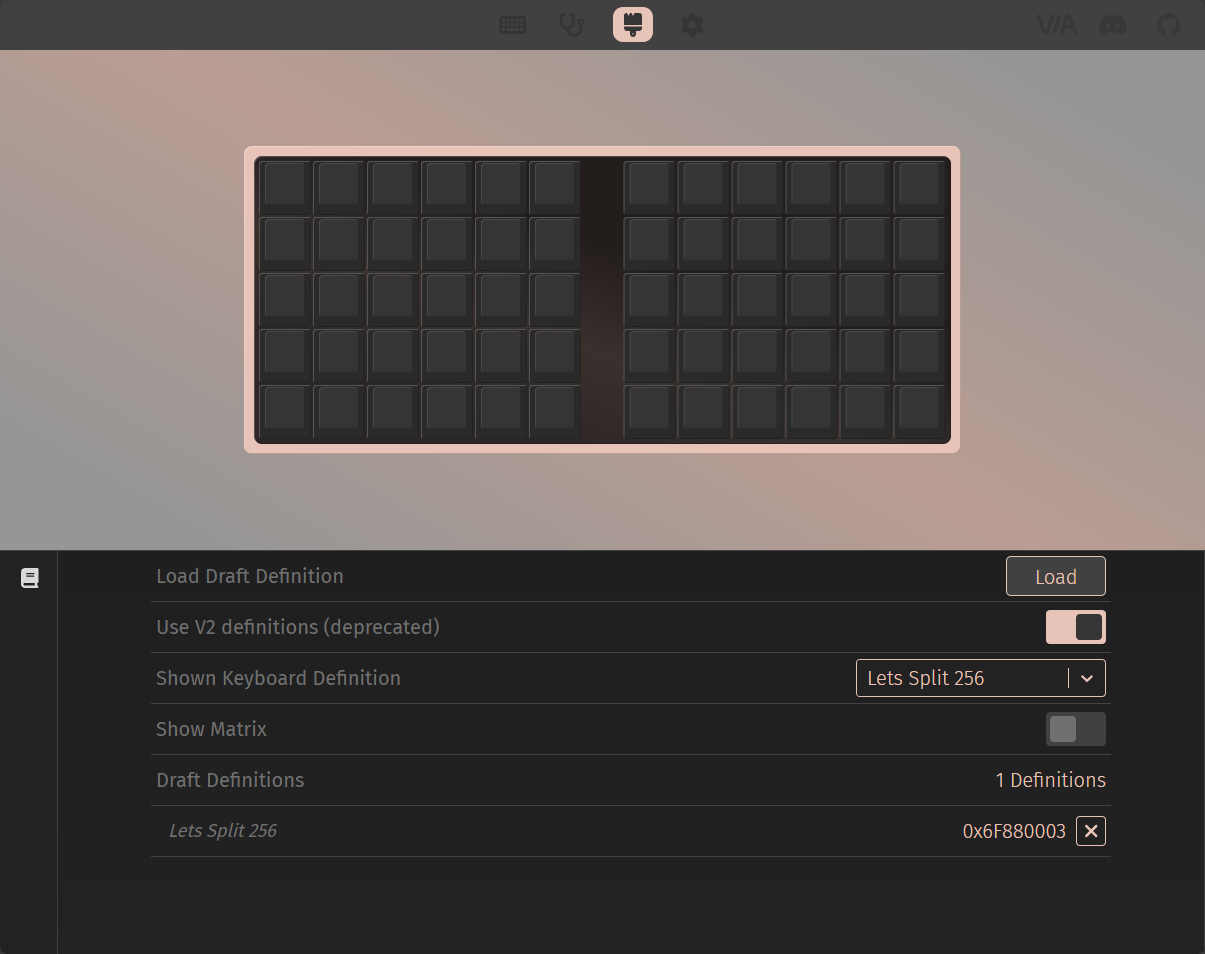 VIA
Load Draft Definition
Load
Use V2 definitions (deprecated)
Shown Keyboard Definition
Lets Split 256
Show Matrix
Draft Definitions
1 Definitions
Lets Split 256
0x6F880003